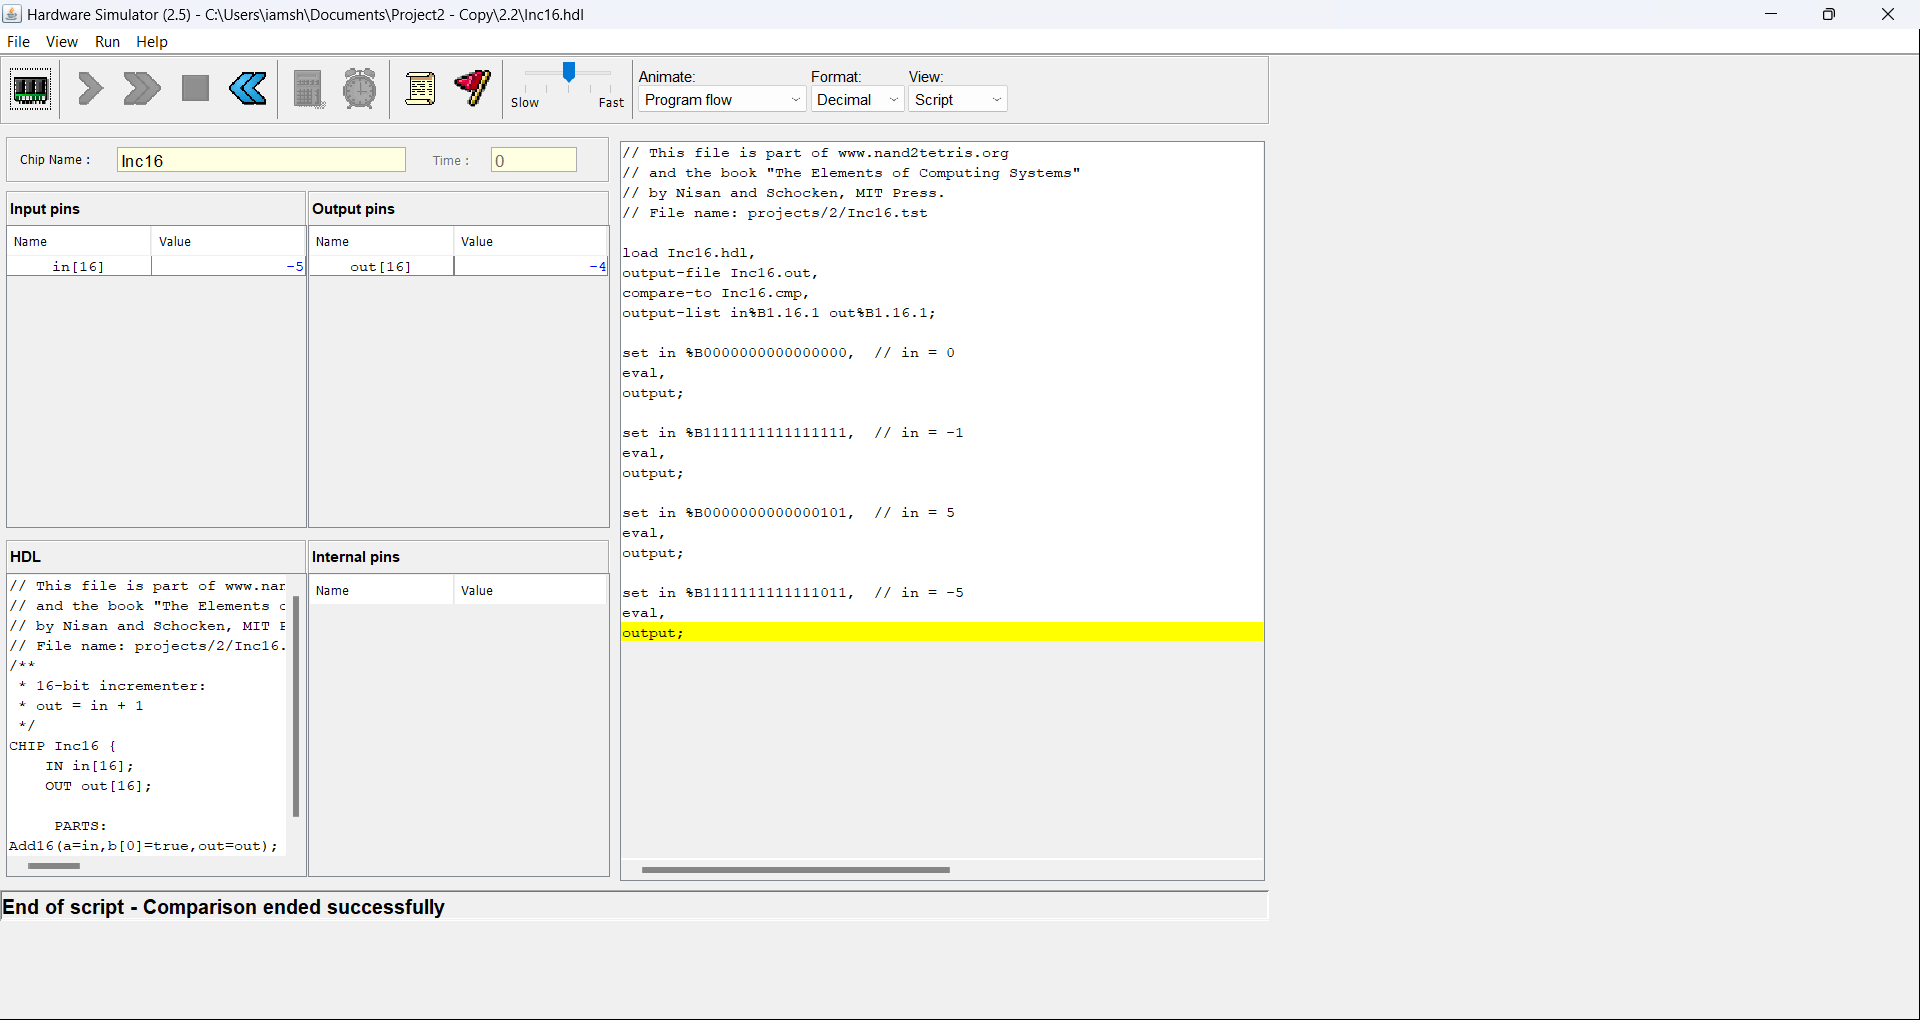 Hardware Simulator (2.5) - C:\Users\iamsh\Documents\Project2 - Copy\2.2\Inc16.hdl
File View Run Help
Animate: Format: View:
Slow Fast Program flow Decimal Script
Chip Name : Inc16 Time : 0
Input pins
Name Value
in[16] -5
Output pins
Name Value
out[16] -4
HDL
// This file is part of www.nan
// and the book "The Elements o
// by Nisan and Schocken, MIT P
// File name: projects/2/Inc16.
/**
* 16-bit incrementer:
* out = in + 1
*/
CHIP Inc16 {
IN in[16];
OUT out[16];
PARTS:
Add16(a=in,b[0]=true,out=out);
Internal pins
Name Value
// This file is part of www.nand2tetris.org
// and the book "The Elements of Computing Systems"
// by Nisan and Schocken, MIT Press.
// File name: projects/2/Inc16.tst
load Inc16.hdl,
output-file Inc16.out,
compare-to Inc16.cmp,
output-list in%B1.16.1 out%B1.16.1;
set in %B0000000000000000, // in = 0
eval,
output;
set in %B1111111111111111, // in = -1
eval,
output;
set in %B0000000000000101, // in = 5
eval,
output;
set in %B1111111111111011, // in = -5
eval,
output;
End of script - Comparison ended successfully